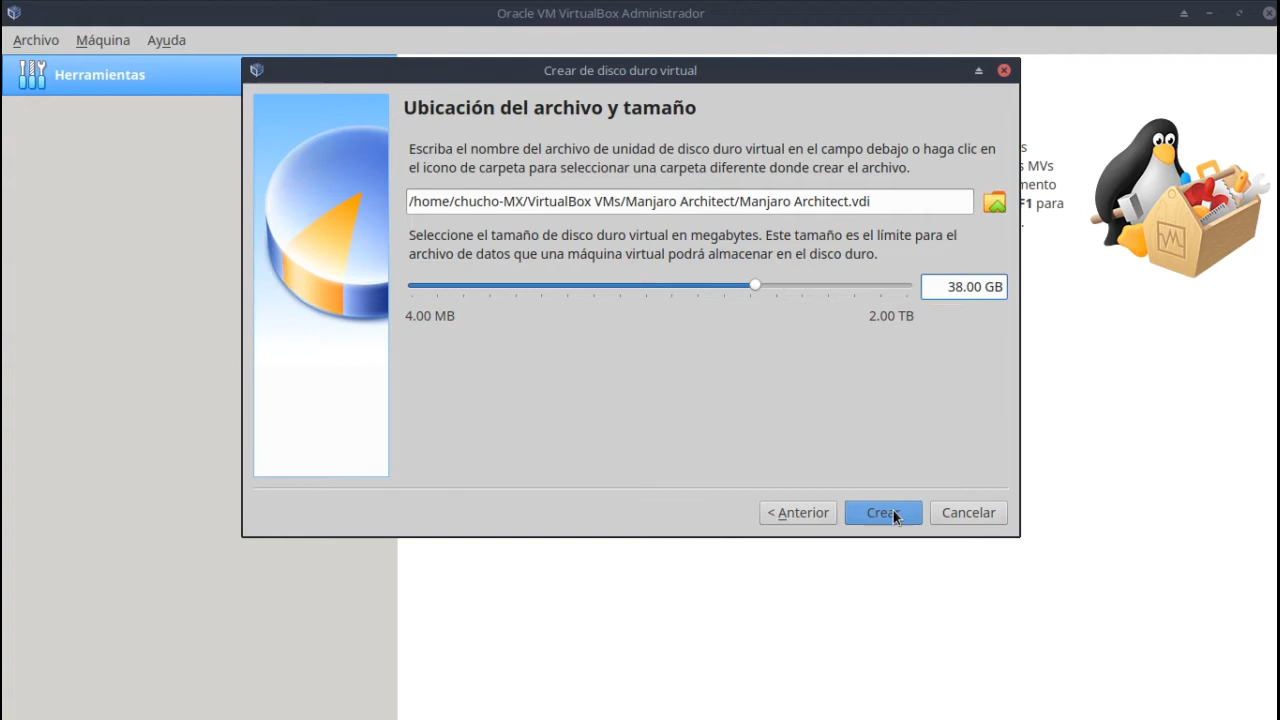 Oracle VM VirtualBox Administrador
Archivo Máquina Ayuda
Herramientas
Crear de disco duro virtual
Ubicación del archivo y tamaño
Escriba el nombre del archivo de unidad de disco duro virtual en el campo debajo o haga clic en
el icono de carpeta para seleccionar una carpeta diferente donde crear el archivo.
/home/chucho-MX/VirtualBox VMs/Manjaro Architect/Manjaro Architect.vdi
Seleccione el tamaño de disco duro virtual en megabytes. Este tamaño es el límite para el
archivo de datos que una máquina virtual podrá almacenar en el disco duro.
38.00 GB
4.00 MB 2.00 TB
< Anterior Crear Cancelar
s
s MVs
mento
F1 para
.